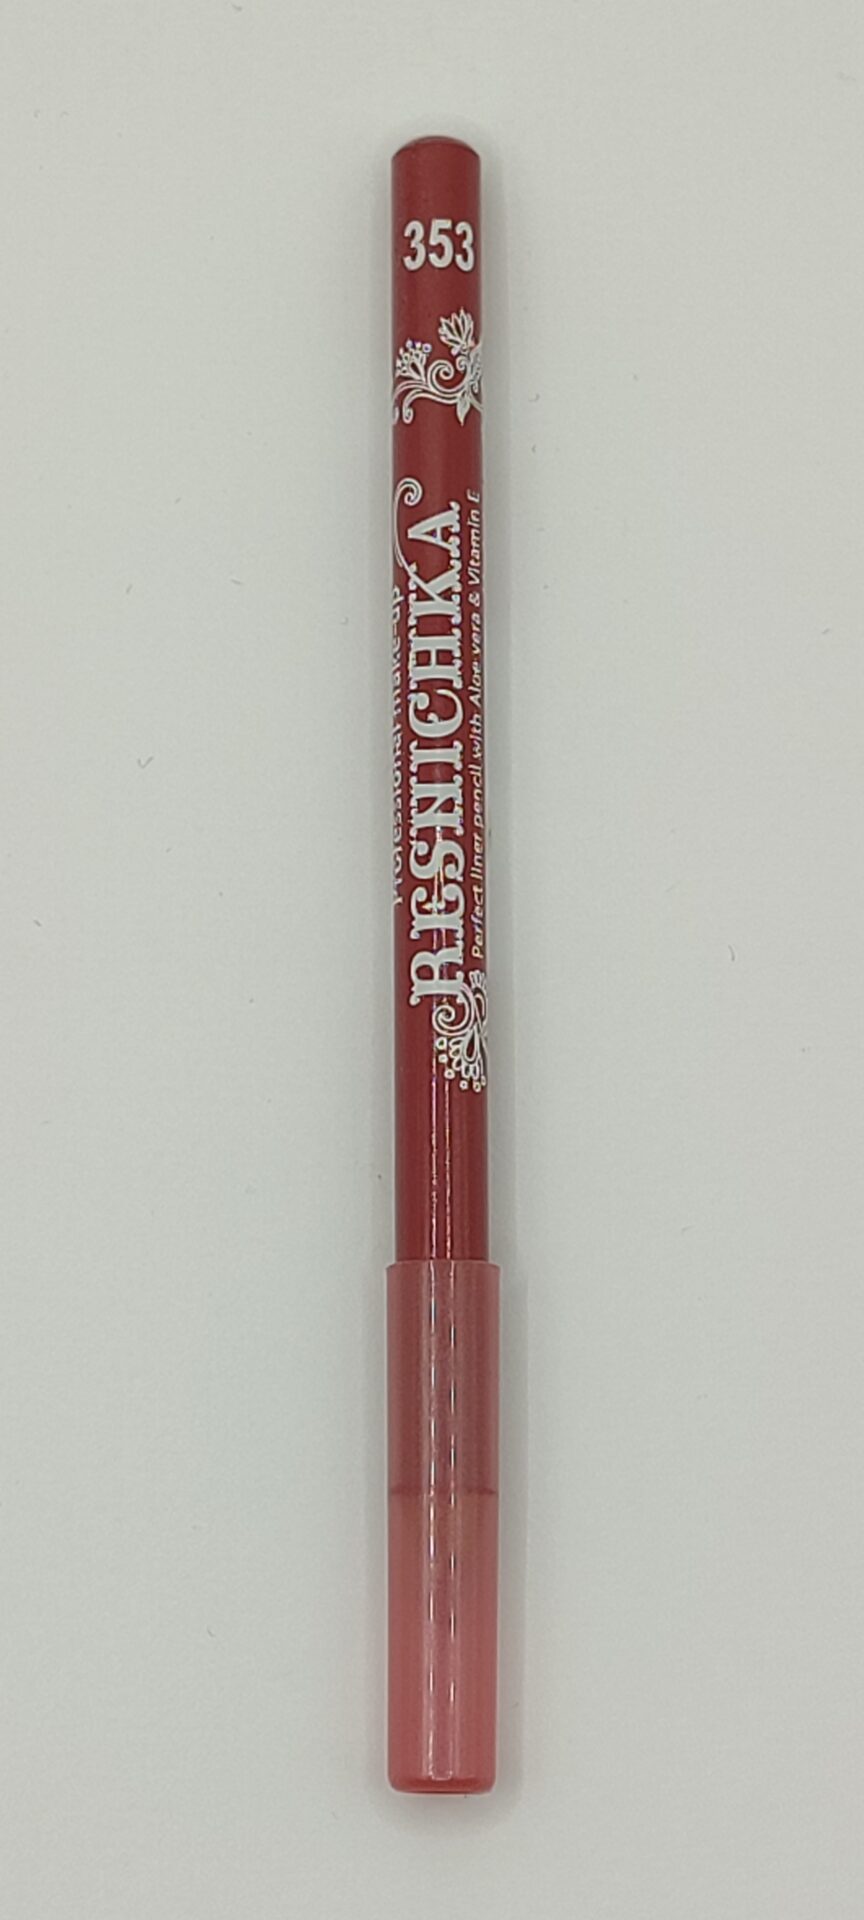 353
Professional make-up
RESNICHKA
Perfect liner pencil with Aloe vera & Vitamin E